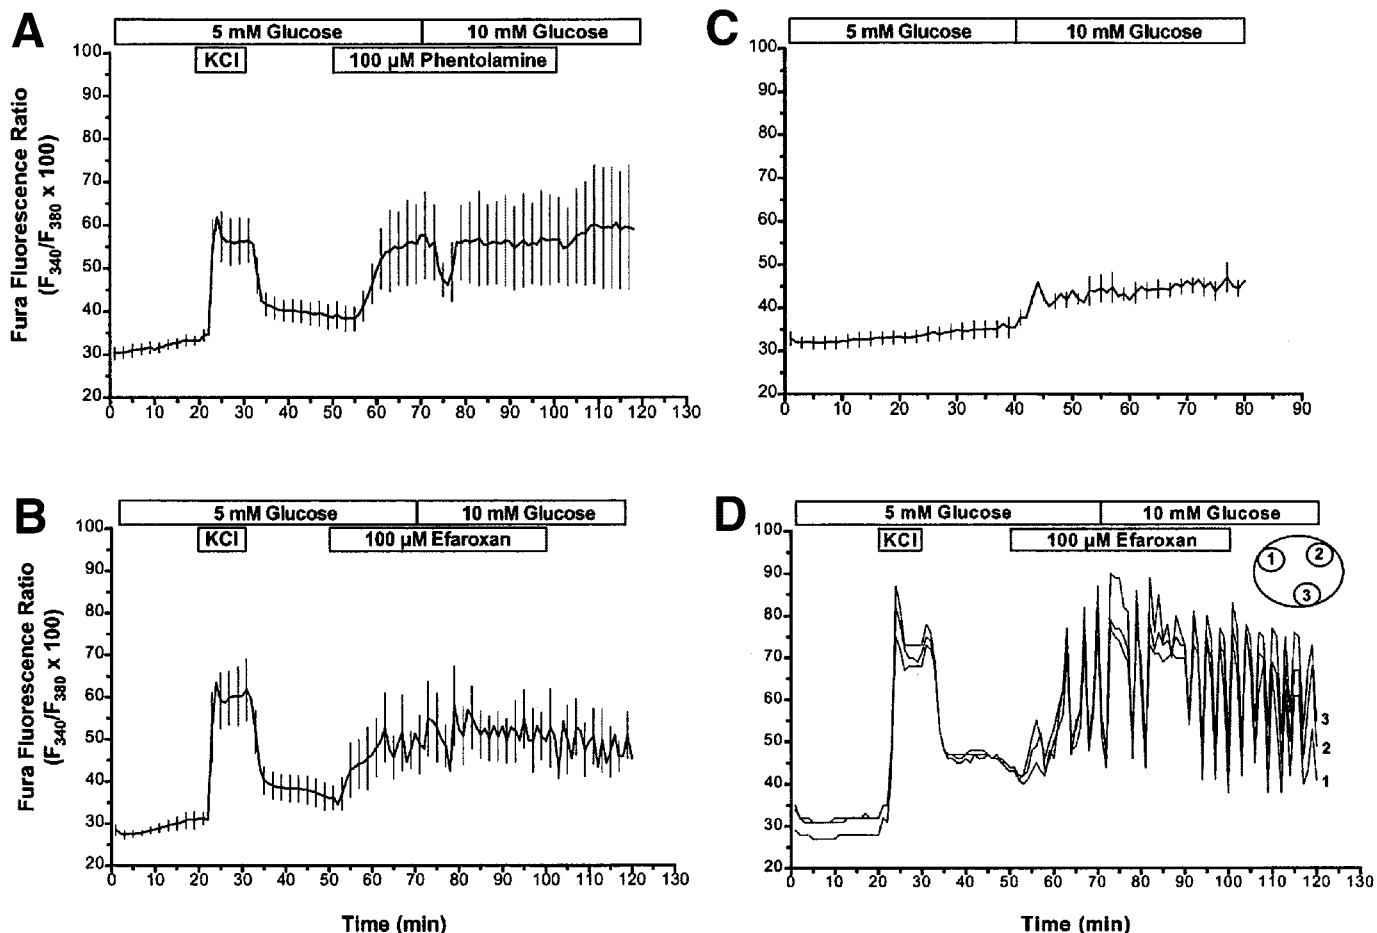 A
5 mM Glucose 10 mM Glucose
KCl 100 µM Phentolamine
Fura Fluorescence Ratio
(F340/F380 x 100)
100
90
80
70
60
50
40
30
20
0 10 20 30 40 50 60 70 80 90 100 110 120 130
C
5 mM Glucose 10 mM Glucose
100
90
80
70
60
50
40
30
20
0 10 20 30 40 50 60 70 80 90
B
5 mM Glucose 10 mM Glucose
KCl 100 µM Efaroxan
Fura Fluorescence Ratio
(F340/F380 x 100)
100
90
80
70
60
50
40
30
20
0 10 20 30 40 50 60 70 80 90 100 110 120 130
Time (min)
D
5 mM Glucose 10 mM Glucose
KCl 100 µM Efaroxan
1 2
3
100
90
80
70
60
50
40
30
20
3
2
1
0 10 20 30 40 50 60 70 80 90 100 110 120 130
Time (min)